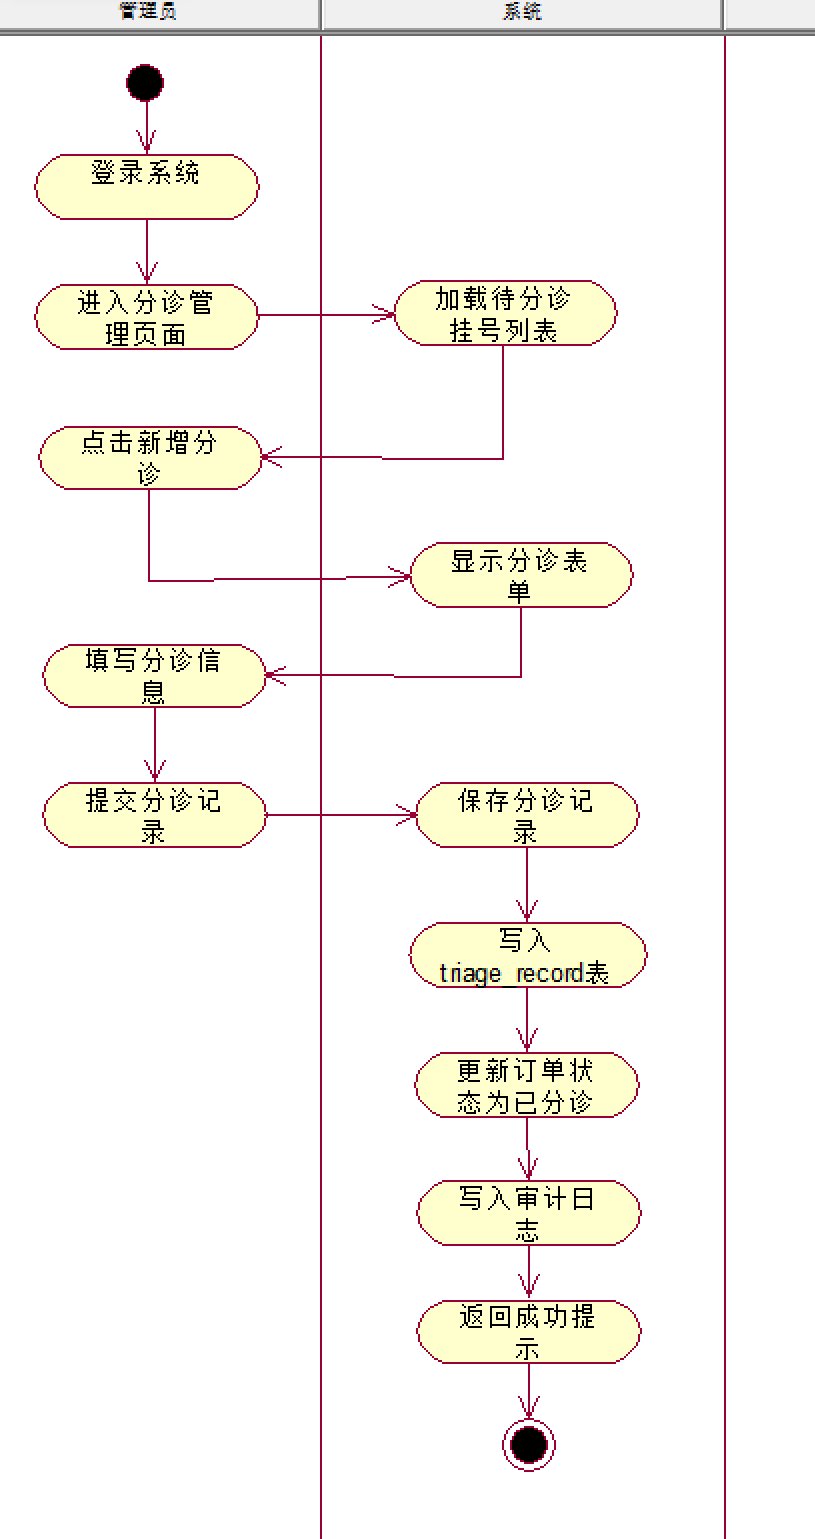 管理员
系统
登录系统
进入分诊管
理页面
加载待分诊
挂号列表
点击新增分
诊
显示分诊表
单
填写分诊信
息
提交分诊记
录
保存分诊记
录
写入
triage_record表
更新订单状
态为已分诊
写入审计日
志
返回成功提
示